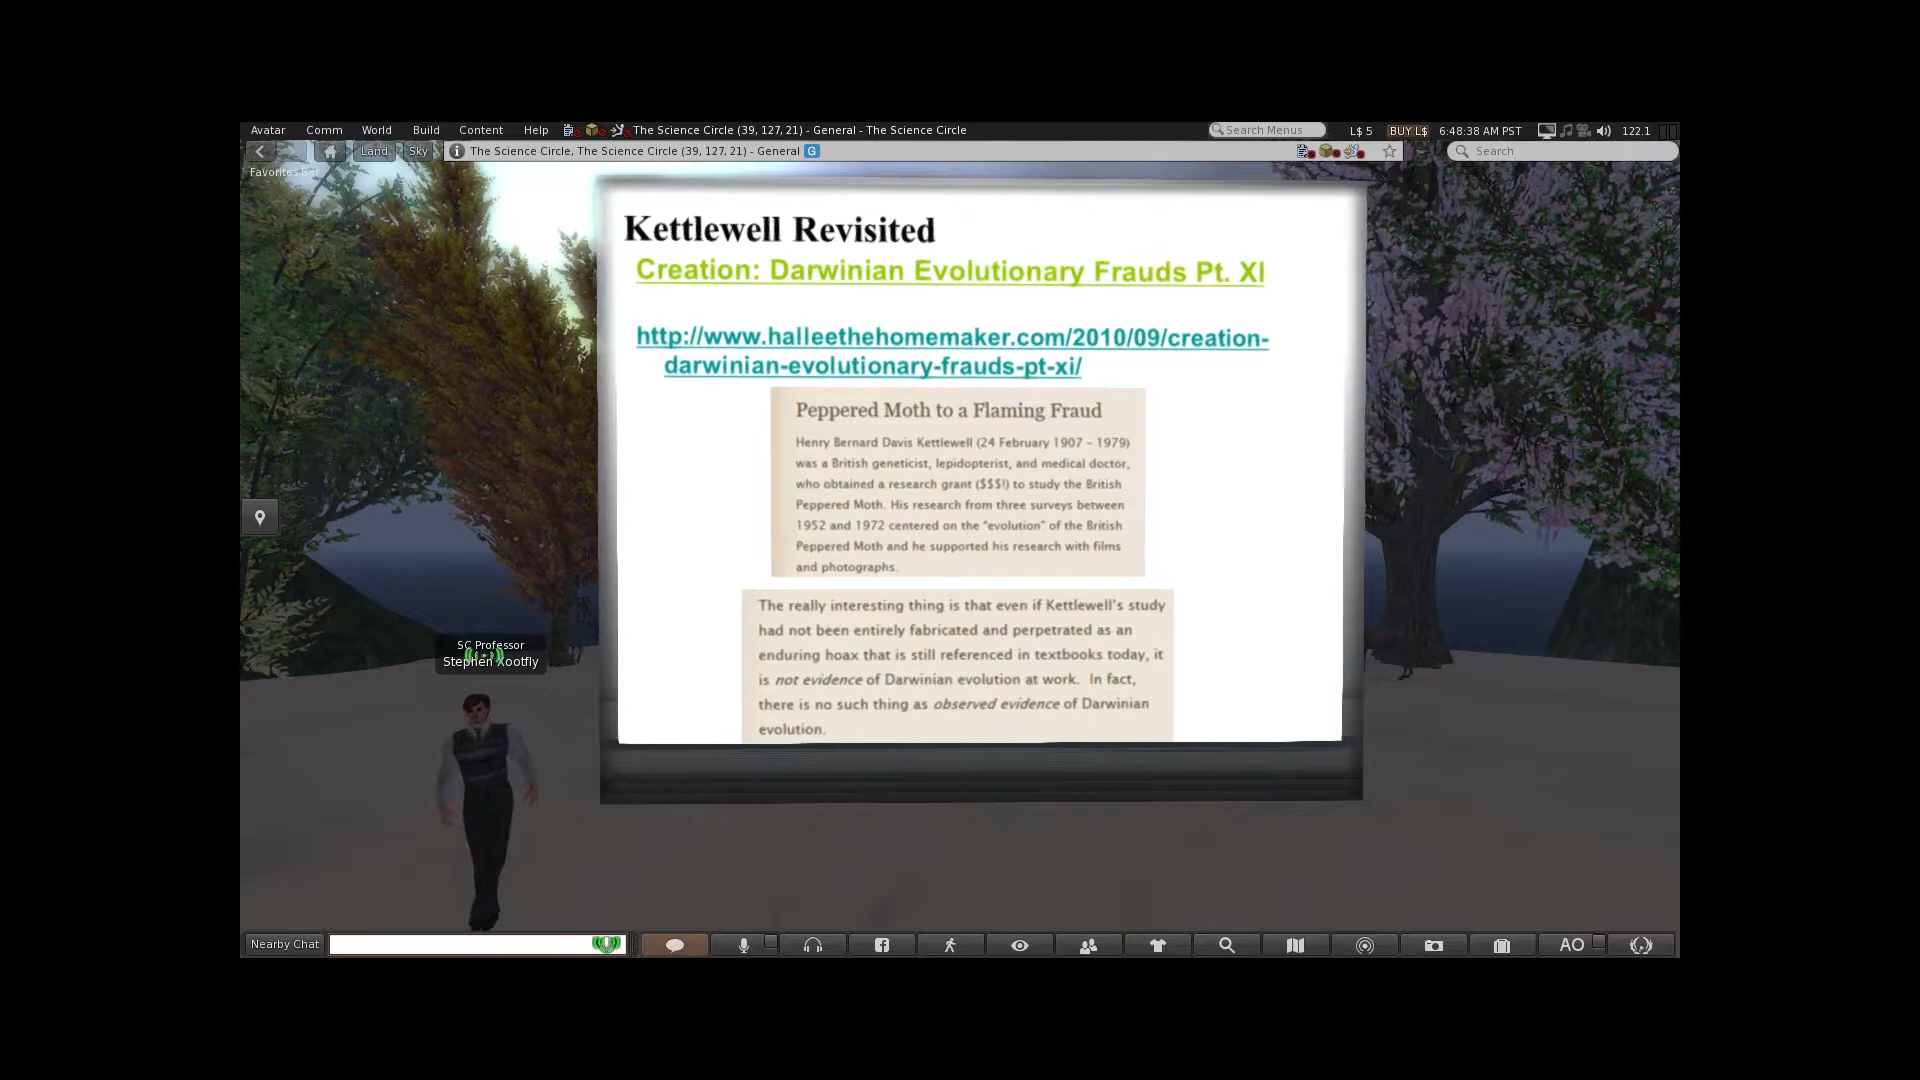 Avatar Comm World Build Content Help The Science Circle (39, 127, 21) - General - The Science Circle Search Menus L$ 5 BUY L$ 6:48:38 AM PST 122.1
Land Sky The Science Circle, The Science Circle (39, 127, 21) - General G Search
Favorites Bar
Kettlewell Revisited
Creation: Darwinian Evolutionary Frauds Pt. XI
http://www.halleethehomemaker.com/2010/09/creation-
darwinian-evolutionary-frauds-pt-xi/
Peppered Moth to a Flaming Fraud
Henry Bernard Davis Kettlewell (24 February 1907 – 1979)
was a British geneticist, lepidopterist, and medical doctor,
who obtained a research grant ($$$!) to study the British
Peppered Moth. His research from three surveys between
1952 and 1972 centered on the "evolution" of the British
Peppered Moth and he supported his research with films
and photographs.
The really interesting thing is that even if Kettlewell's study
had not been entirely fabricated and perpetrated as an
enduring hoax that is still referenced in textbooks today, it
is not evidence of Darwinian evolution at work. In fact,
there is no such thing as observed evidence of Darwinian
evolution.
SC Professor
Stephen Xootfly
Nearby Chat AO